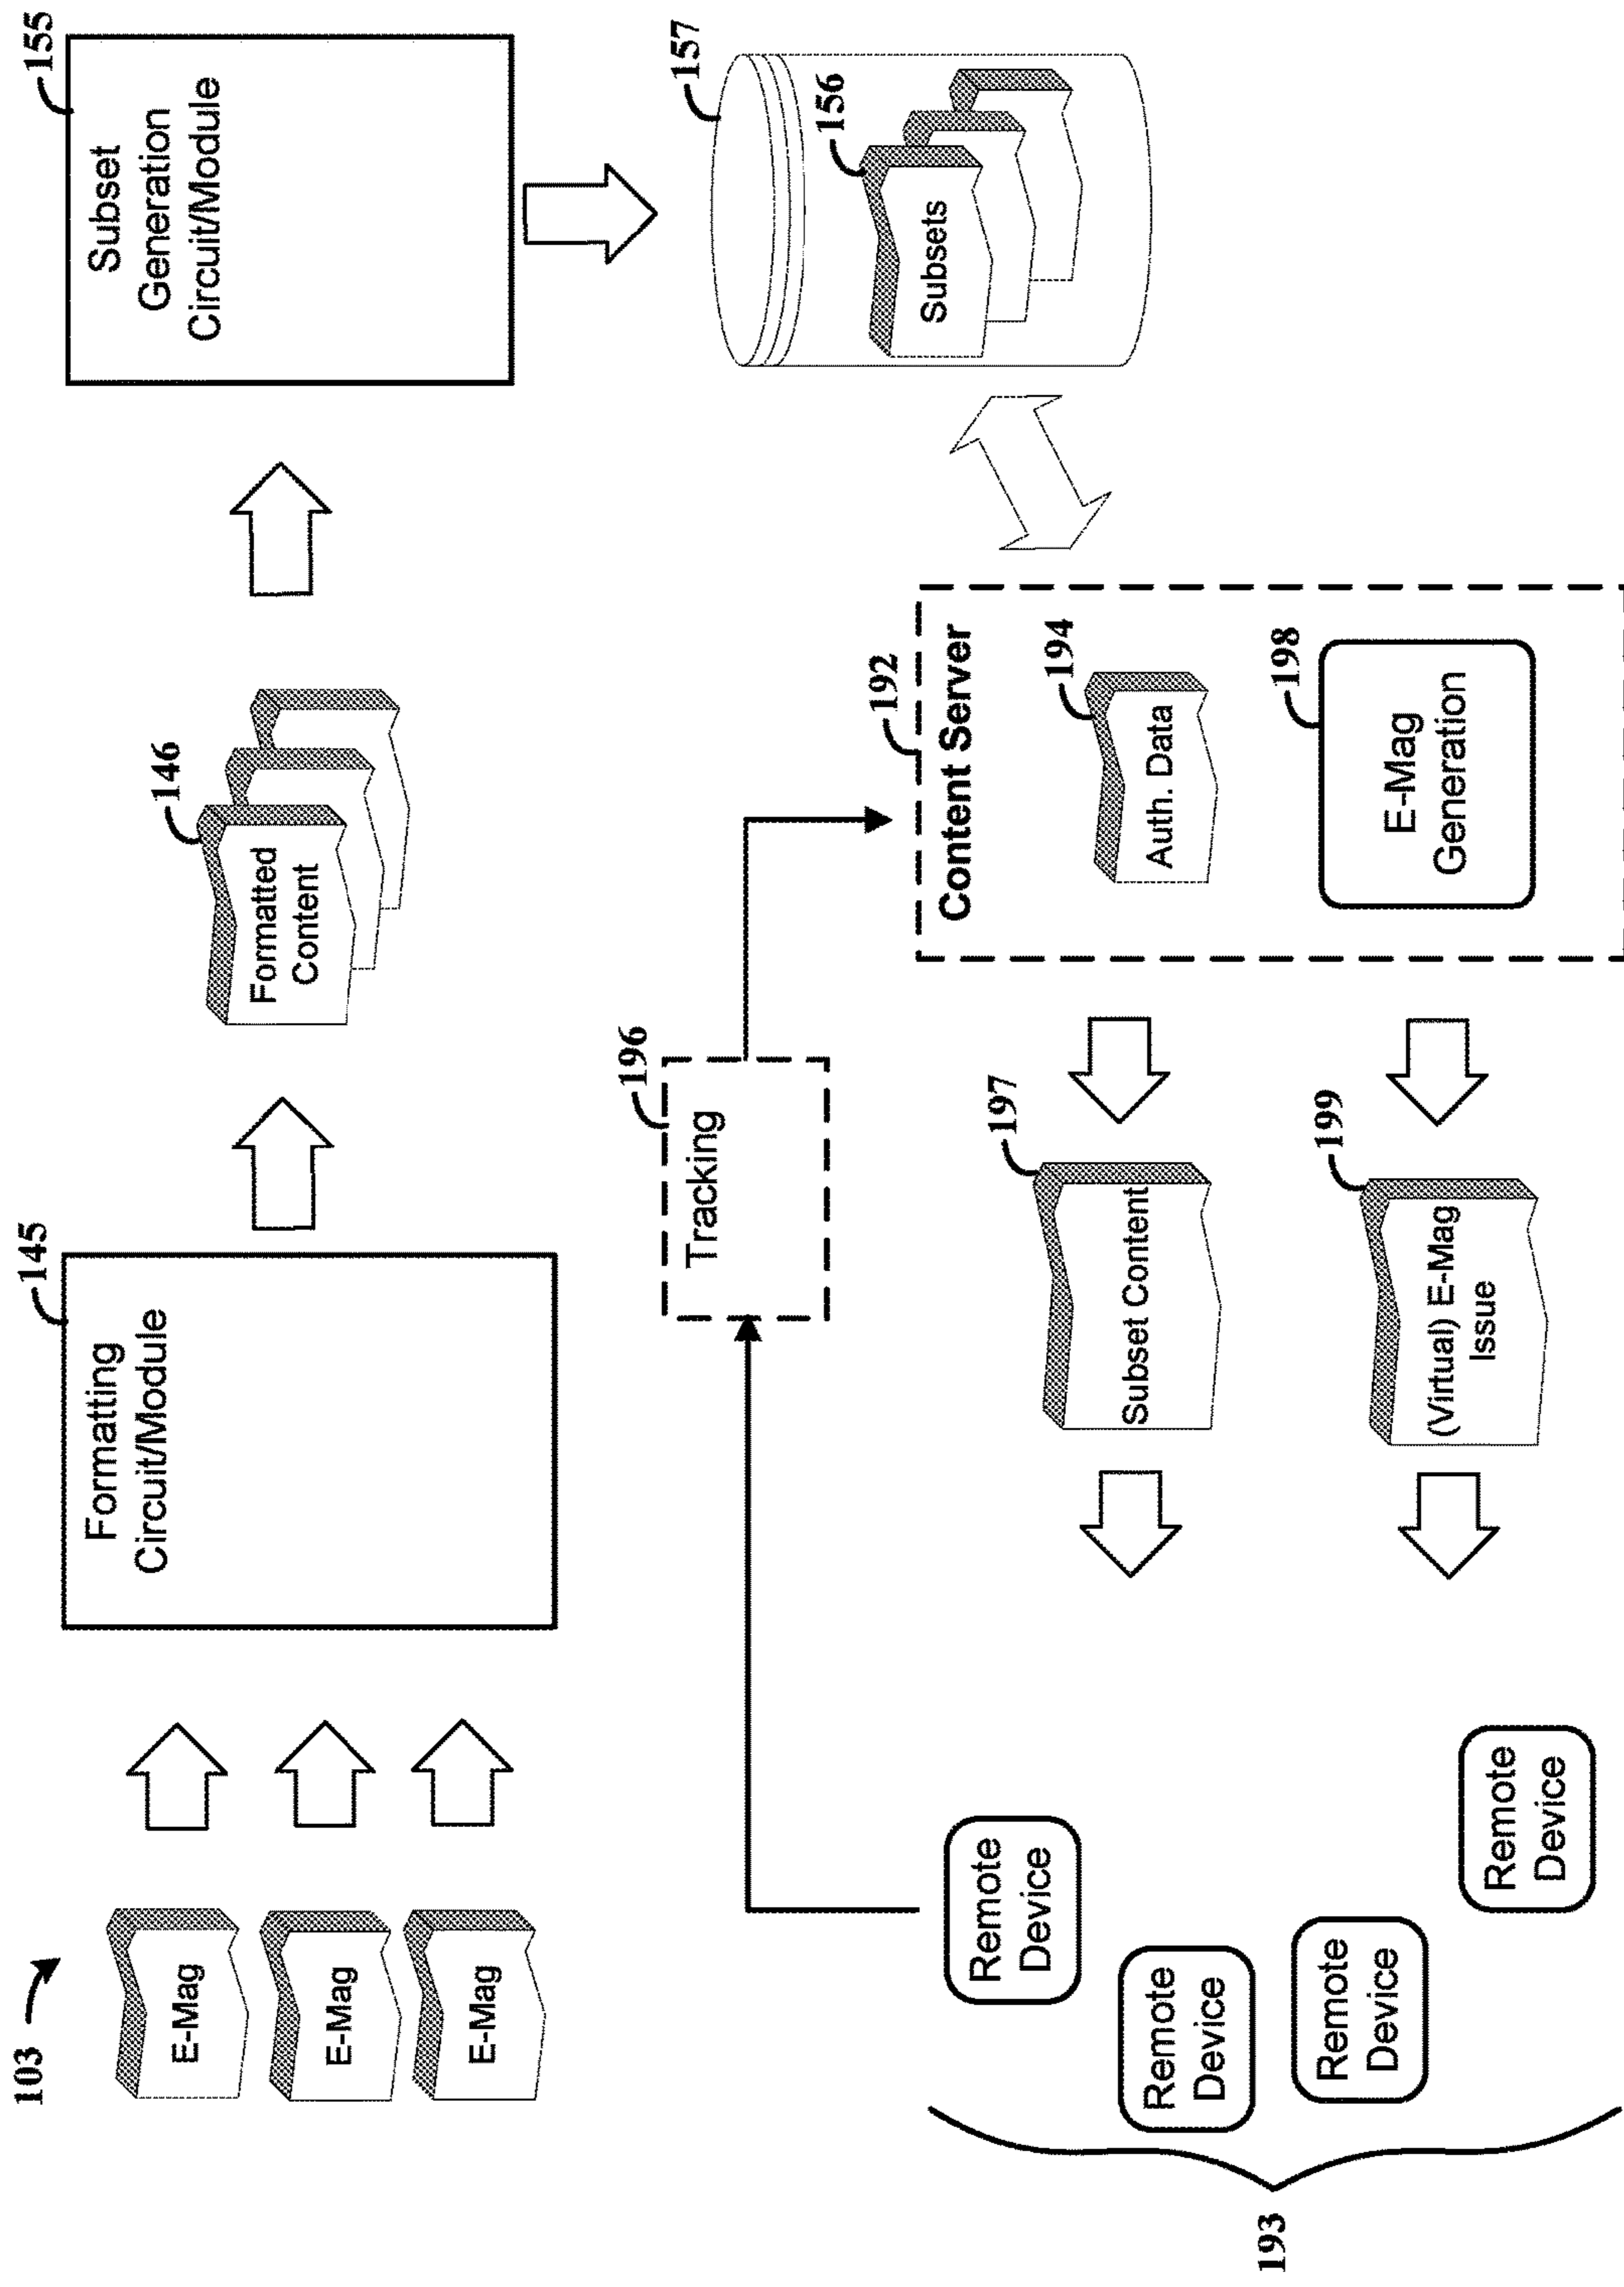 103
E-Mag
E-Mag
E-Mag
145
Formatting
Circuit/Module
146
Formatted
Content
155
Subset
Generation
Circuit/Module
157
156
Subsets
196
Tracking
192
Content Server
194
Auth. Data
198
E-Mag
Generation
197
Subset Content
199
(Virtual) E-Mag
Issue
Remote
Device
Remote
Device
Remote
Device
Remote
Device
193